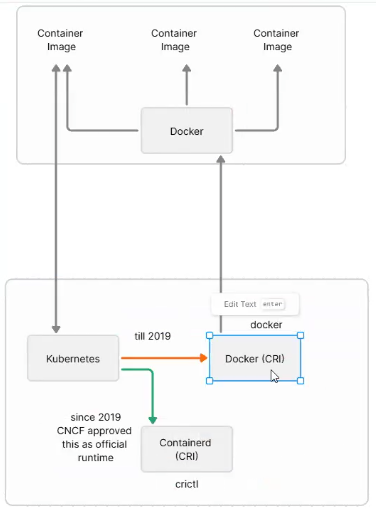 Container
Image
Container
Image
Container
Image
Docker
Edit Text enter
docker
till 2019
Kubernetes
Docker (CRI)
since 2019
CNCF approved
this as official
runtime
Containerd
(CRI)
crictl